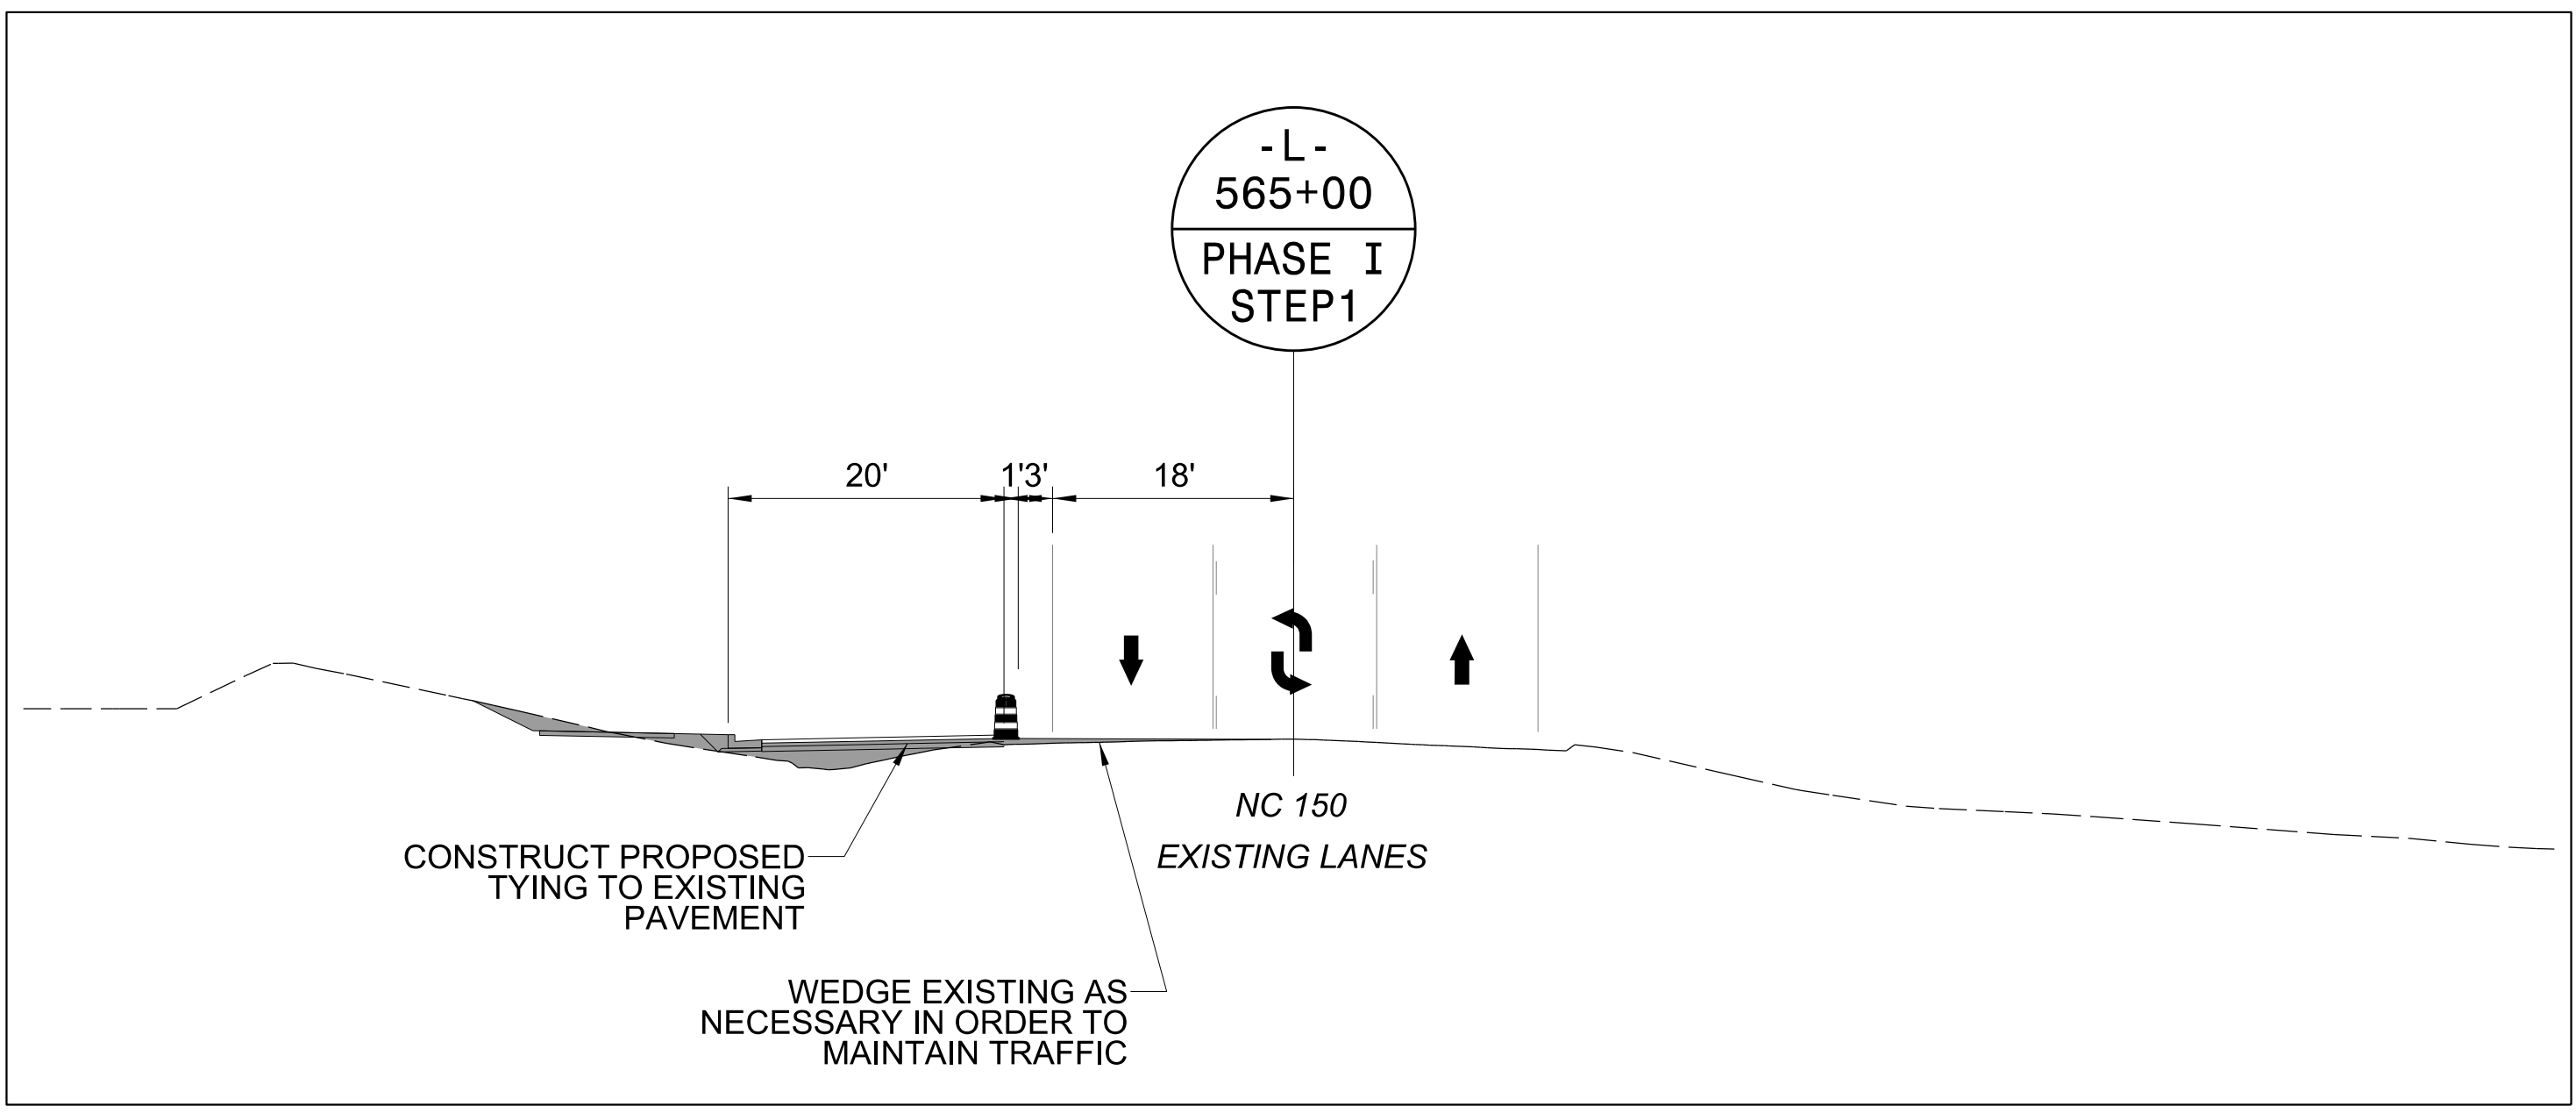 -L-
565+00
PHASE I
STEP1
20'
1'
3'
18'
NC 150
EXISTING LANES
CONSTRUCT PROPOSED
TYING TO EXISTING
PAVEMENT
WEDGE EXISTING AS
NECESSARY IN ORDER TO
MAINTAIN TRAFFIC